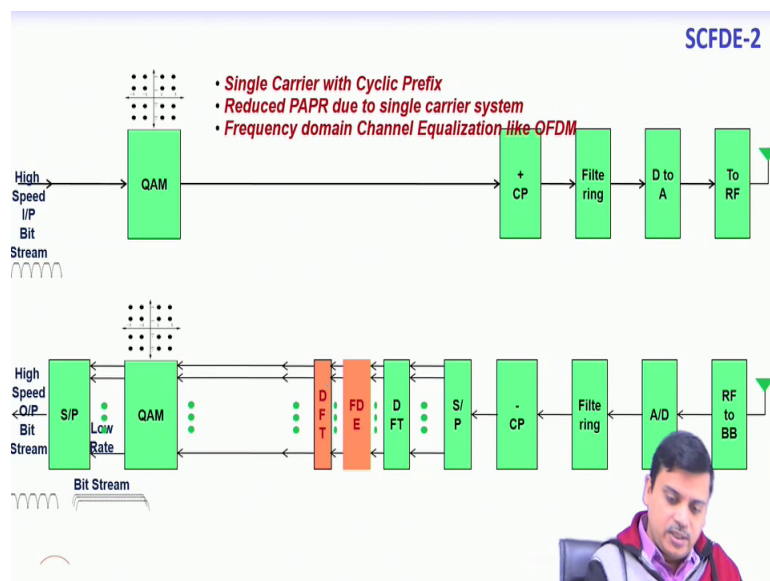 SCFDE-2
• Single Carrier with Cyclic Prefix
• Reduced PAPR due to single carrier system
• Frequency domain Channel Equalization like OFDM
High
Speed
I/P
Bit
Stream
QAM
+
CP
Filte
ring
D to
A
To
RF
High
Speed
O/P
Bit
Stream
S/P
Low
Rate
Bit Stream
QAM
D
F
T
FD
E
D
FT
S/
P
-
CP
Filte
ring
A/D
RF
to
BB